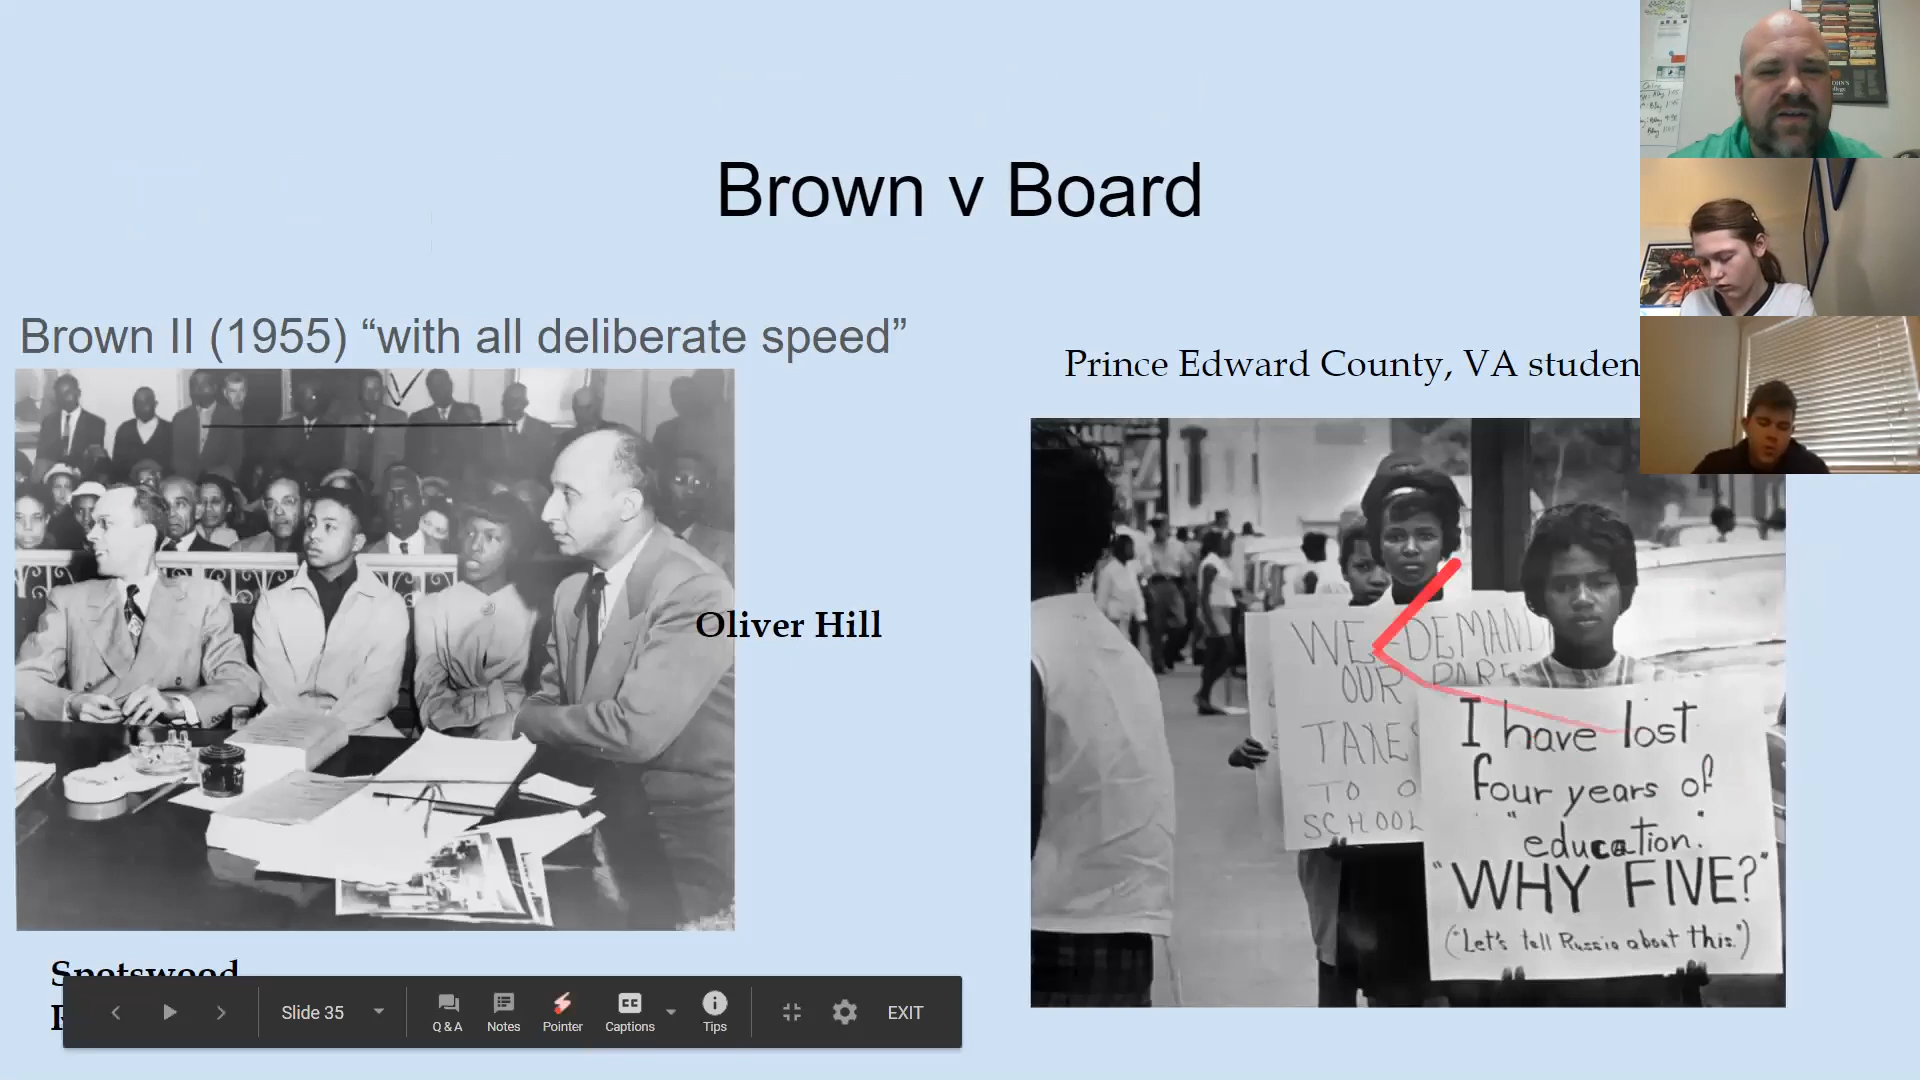 Brown v Board
Brown II (1955) “with all deliberate speed”
Prince Edward County, VA studen
Oliver Hill
WE DEMAND
OUR
TAXES
TO
SCHOOL
I have lost
four years of
"education."
"WHY FIVE?"
("Let's tell Russia about this.")
Spotswood
Slide 35
Q & A
Notes
Pointer
Captions
Tips
EXIT